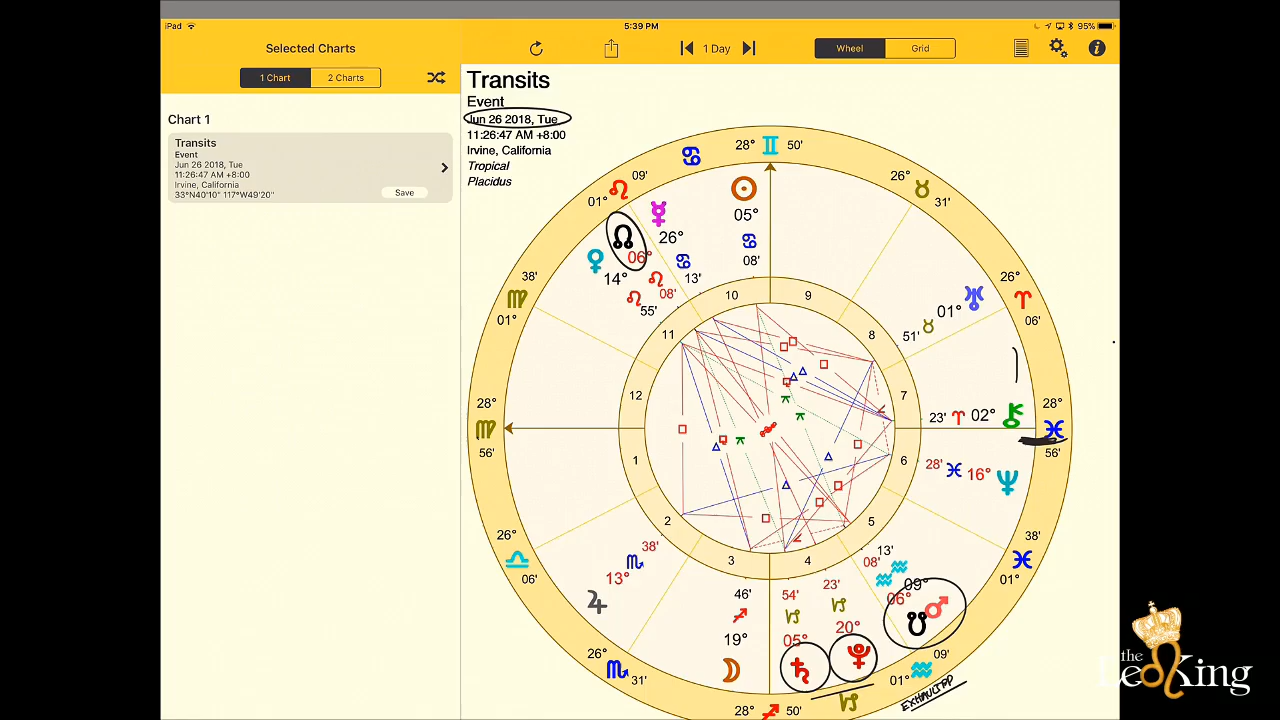 iPad 5:39 PM 95%
Selected Charts
1 Day
Wheel Grid
1 Chart 2 Charts
Chart 1
Transits
Event
Jun 26 2018, Tue
11:26:47 AM +8:00
Irvine, California
33°N40'10" 117°W49'20"
Save
Transits
Event
Jun 26 2018, Tue
11:26:47 AM +8:00
Irvine, California
Tropical
Placidus
28° ♊ 50'
♋
01° ♌ 09'
26° ♉ 31'
☿ 26° ♋ 13'
☉ 05° ♋ 08'
☊ 06° ♌ 08'
♀ 14° ♌ 55'
38' ♍ 01°
26° ♈ 06'
♅ 01° ♉ 51'
10 9
11 8
12 7
1 6
2 5
3 4
28° ♍ 56'
23' ♈ 02° ⚷
28° ♓ 56'
28' ♓ 16° ♆
26° ♎ 06'
38' ♓ 01°
38' ♏ 13° ♃
46' ♐ 19° ☽
54' ♑ 05° ♄
23' ♑ 20° ♇
08' ♒ 06° ☋
13' ♒ 09° ♂
26° ♏ 31'
01° ♒ 09'
28° ♐ 50'
♑
the
Leo King